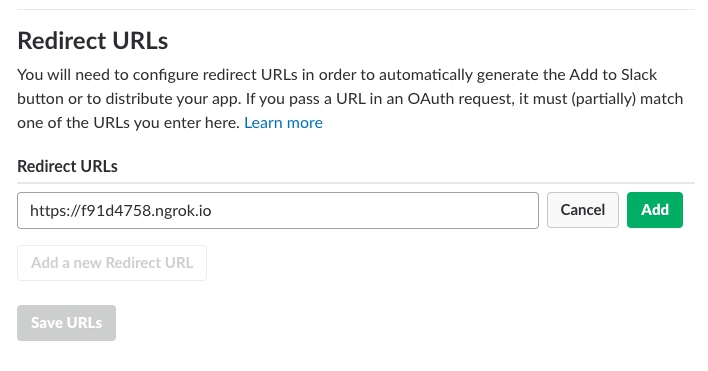 Redirect URLs
You will need to configure redirect URLs in order to automatically generate the Add to Slack
button or to distribute your app. If you pass a URL in an OAuth request, it must (partially) match
one of the URLs you enter here. Learn more
Redirect URLs
https://f91d4758.ngrok.io Cancel Add
Add a new Redirect URL
Save URLs